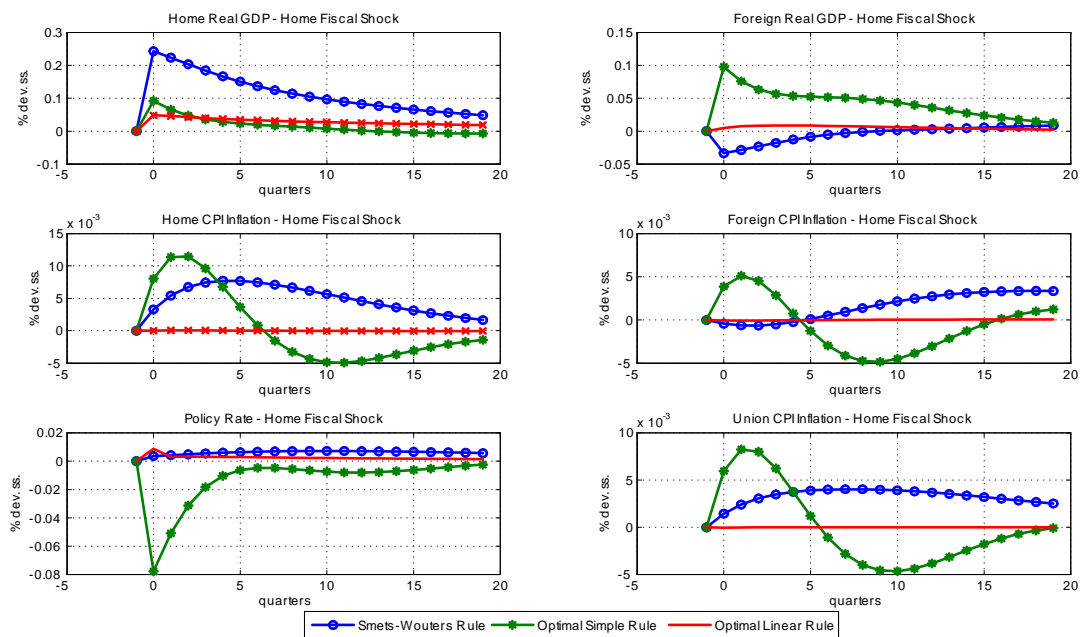 Home Real GDP - Home Fiscal Shock
0.3
0.2
0.1
0
-0.1
% dev.ss.
-5 0 5 10 15 20
quarters
Foreign Real GDP - Home Fiscal Shock
0.15
0.1
0.05
0
-0.05
% dev.ss.
-5 0 5 10 15 20
quarters
Home CPI Inflation - Home Fiscal Shock
x 10⁻³
15
10
5
0
-5
% dev.ss.
-5 0 5 10 15 20
quarters
Foreign CPI Inflation - Home Fiscal Shock
x 10⁻³
10
5
0
-5
% dev.ss.
-5 0 5 10 15 20
quarters
Policy Rate - Home Fiscal Shock
0.02
0
-0.02
-0.04
-0.06
-0.08
% dev.ss.
-5 0 5 10 15 20
quarters
Union CPI Inflation - Home Fiscal Shock
x 10⁻³
10
5
0
-5
% dev.ss.
-5 0 5 10 15 20
quarters
Smets-Wouters Rule Optimal Simple Rule Optimal Linear Rule